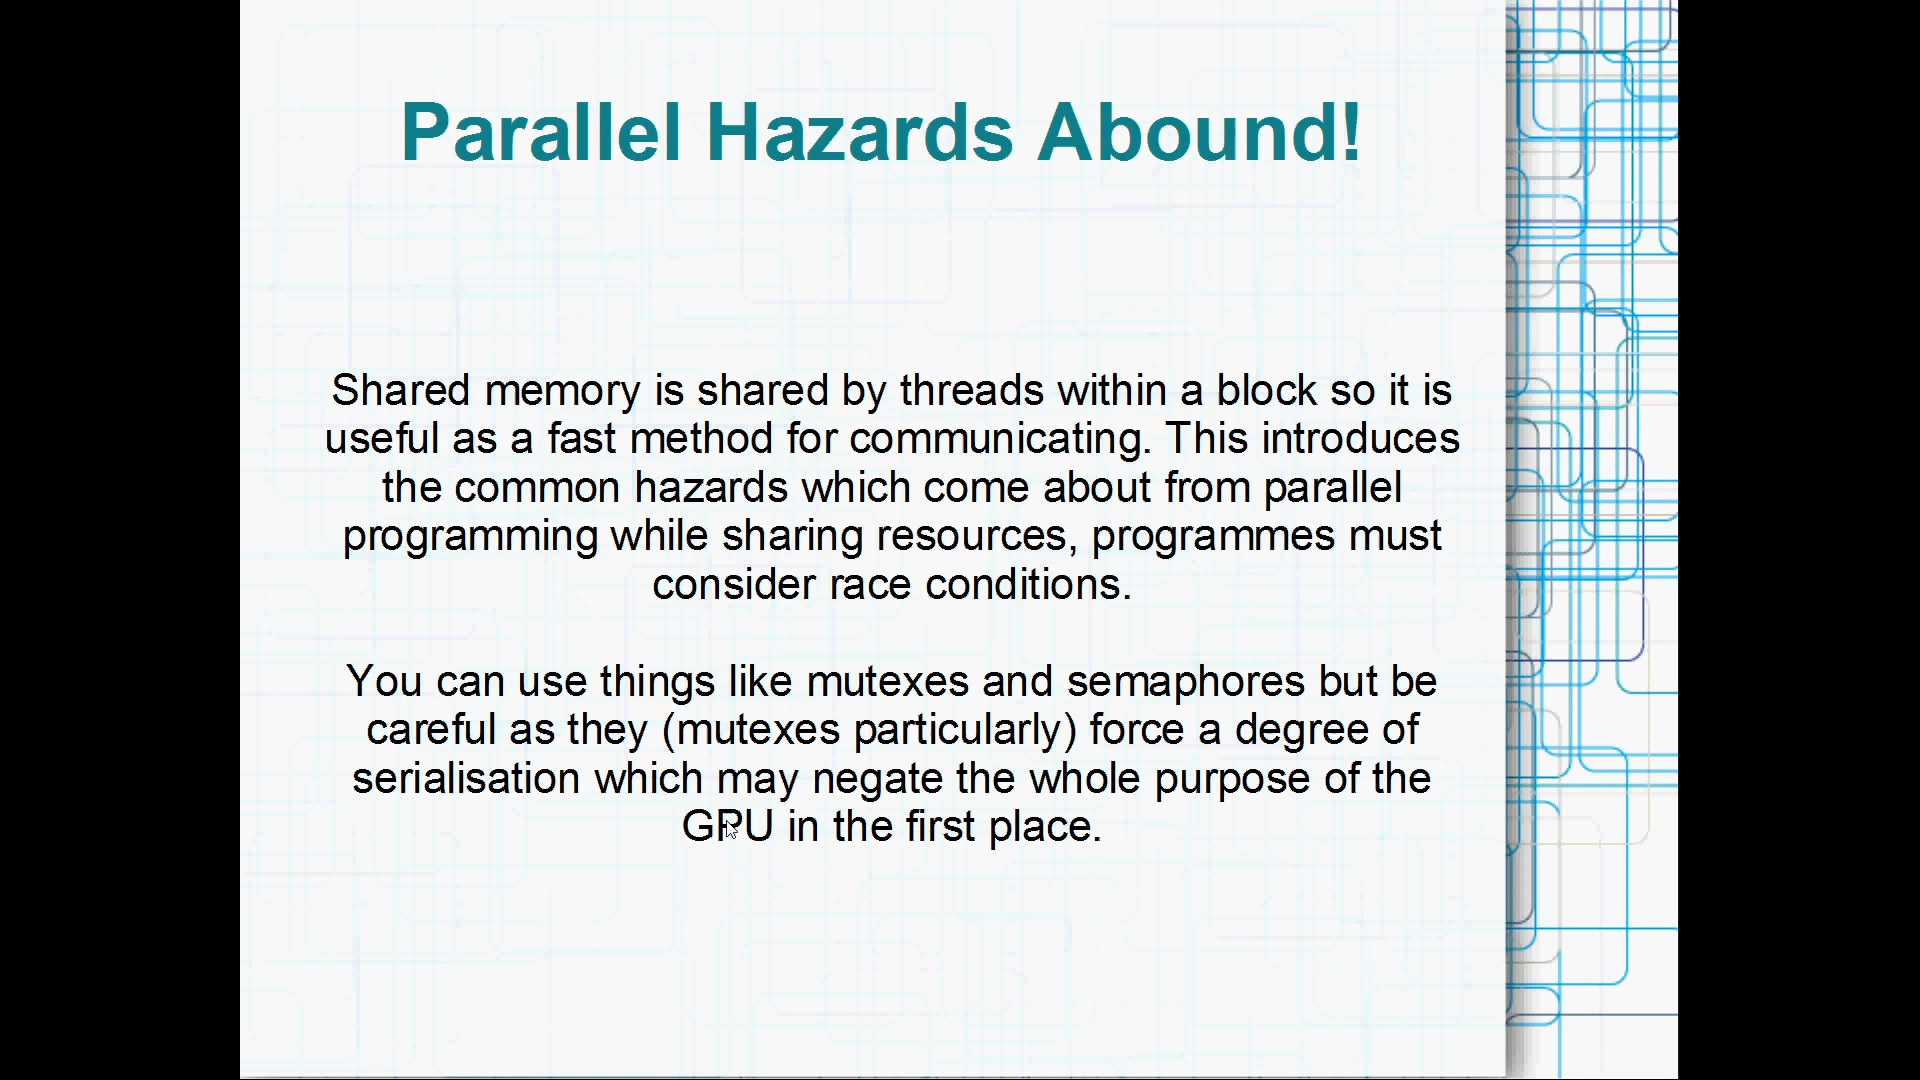 Parallel Hazards Abound!
Shared memory is shared by threads within a block so it is
useful as a fast method for communicating. This introduces
the common hazards which come about from parallel
programming while sharing resources, programmes must
consider race conditions.
You can use things like mutexes and semaphores but be
careful as they (mutexes particularly) force a degree of
serialisation which may negate the whole purpose of the
GPU in the first place.